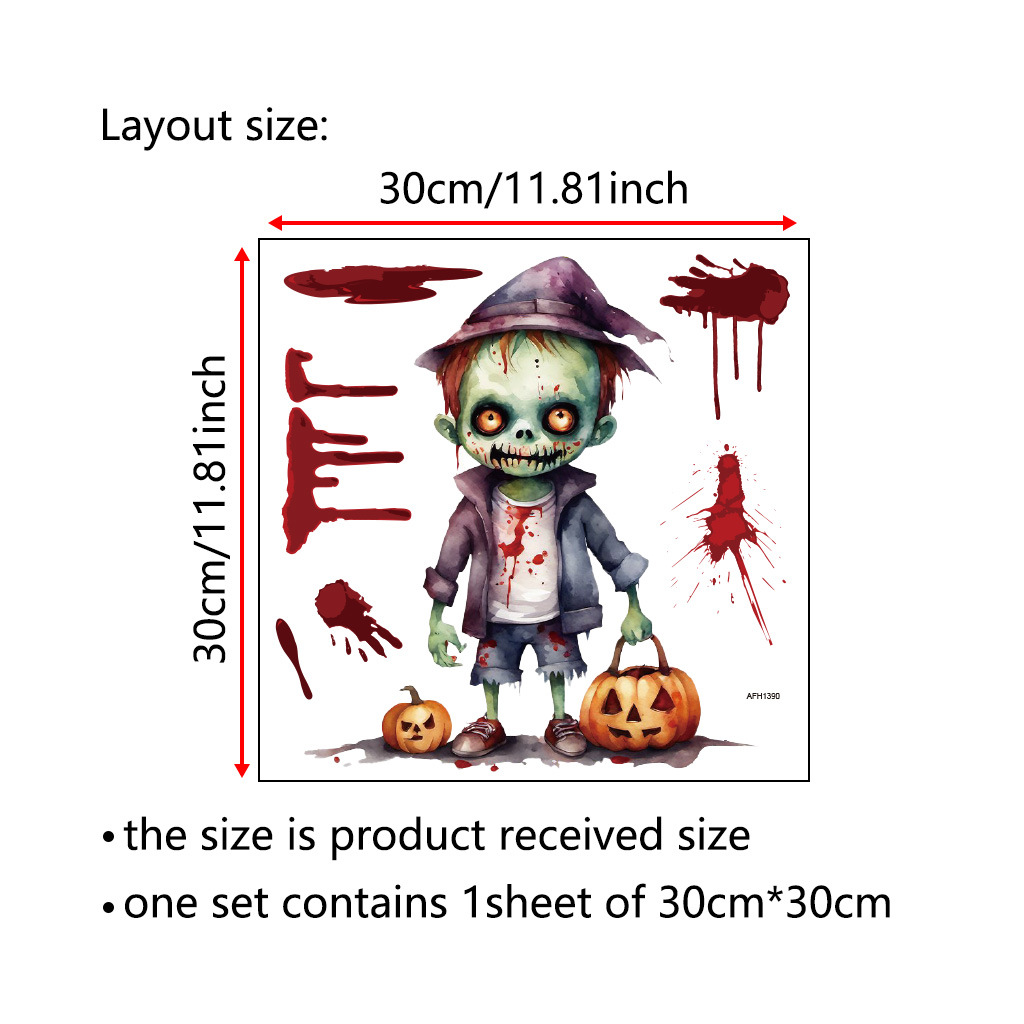 Layout size:
30cm/11.81inch
30cm/11.81inch
AFH1390
•the size is product received size
•one set contains 1sheet of 30cm*30cm